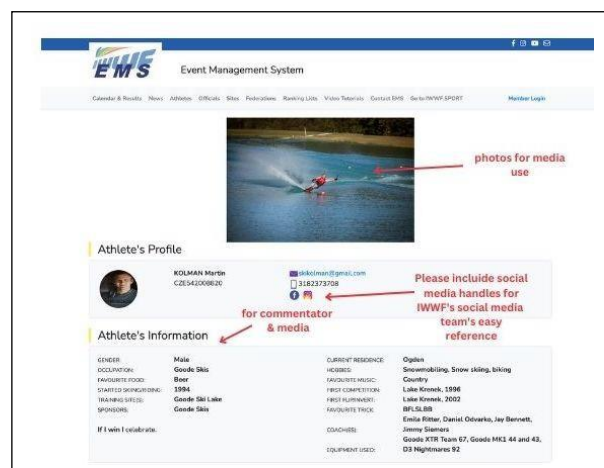 IWWF
EMS
Event Management System
Calendar & Results News Athletes Officials Sites Federations Ranking Lists Video Tutorials Contact EMS Go to IWWF.SPORT Member Login
photos for media
use
Athlete's Profile
KOLMAN Martin
CZE542008620
skikolman@gmail.com
3182373708
Please incluide social
media handles for
IWWF's social media
team's easy
reference
for commentator
& media
Athlete's Information
GENDER: Male
OCCUPATION: Goode Skis
FAVOURITE FOOD: Beer
STARTED SKIING/RIDING: 1994
TRAINING SITE(S): Goode Ski Lake
SPONSORS: Goode Skis
If I win I celebrate.
CURRENT RESIDENCE: Ogden
HOBBIES: Snowmobiling, Snow skiing, biking
FAVOURITE MUSIC: Country
FIRST COMPETITION: Lake Krenek, 1996
FIRST FLIP/INVERT: Lake Krenek, 2002
FAVOURITE TRICK: BFLSLBB
COACH(ES): Emila Ritter, Daniel Odvarko, Jay Bennett,
Jimmy Siemers
EQUIPMENT USED: Goode XTR Team 67, Goode MK1 44 and 43,
D3 Nightmares 92